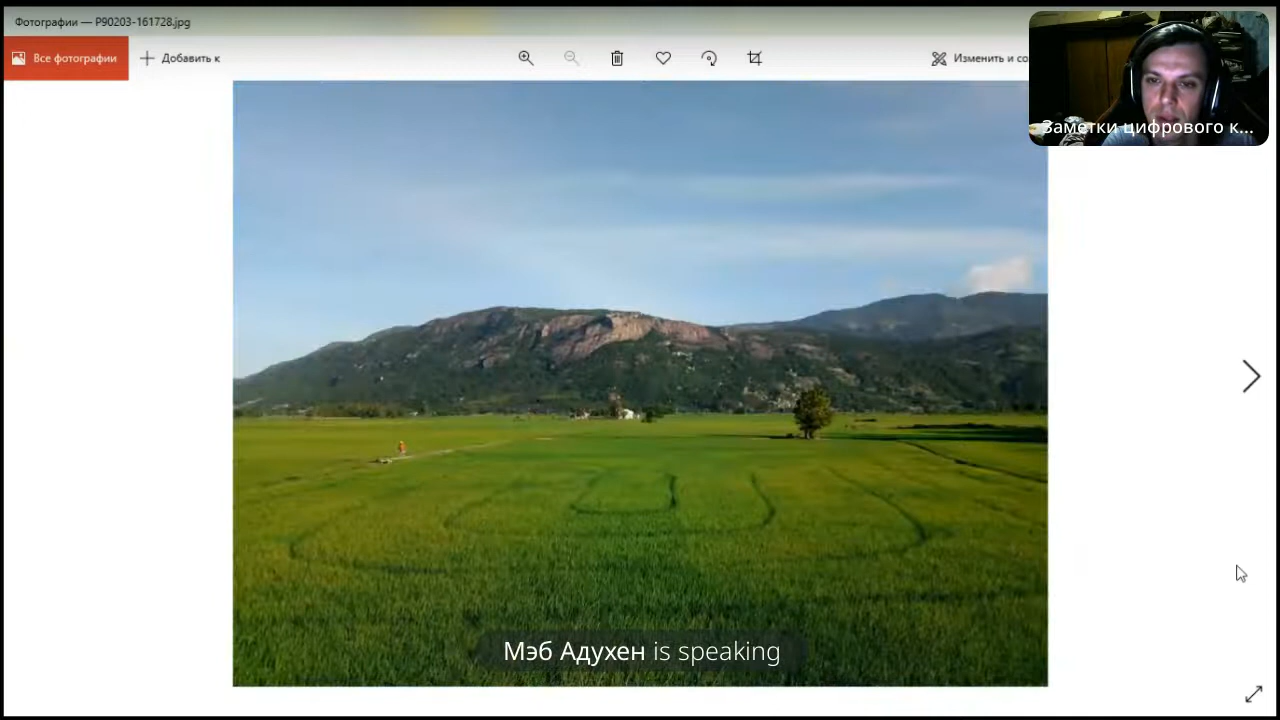 Фотографии — P90203-161728.jpg
Все фотографии
Добавить к
Изменить и со
Заметки цифрового к...
Мэб Адухен is speaking